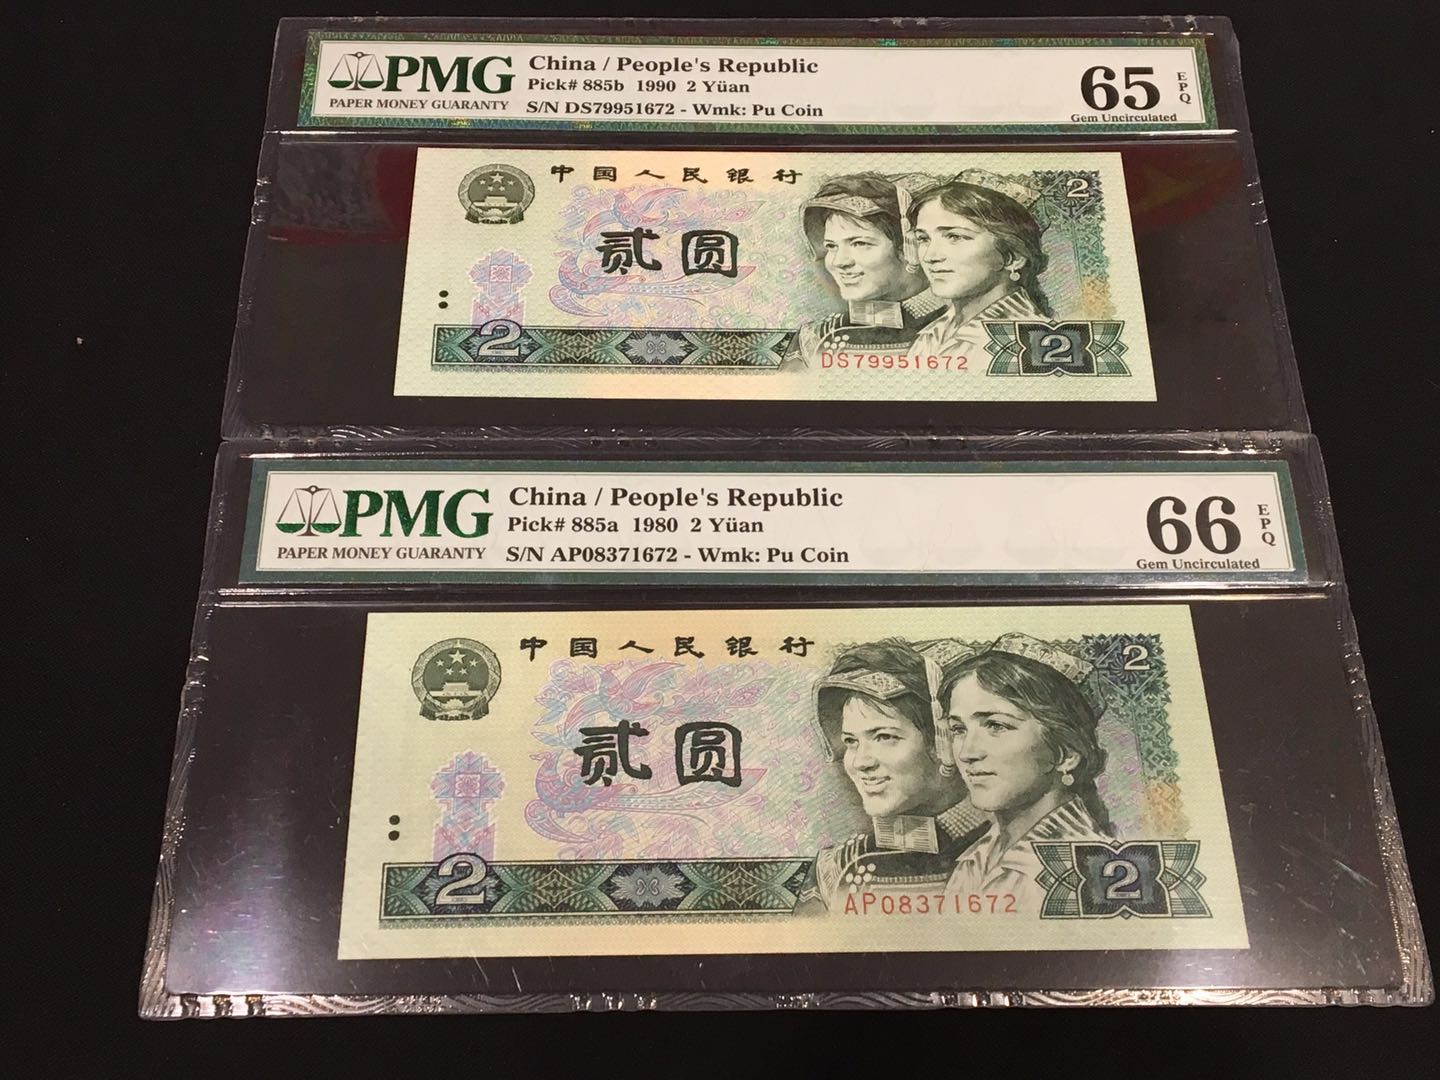 PMG
PAPER MONEY GUARANTY
China / People's Republic
Pick# 885b 1990 2 Yüan
S/N DS79951672 - Wmk: Pu Coin
65
EPQ
Gem Uncirculated
中国人民银行
2
贰圆
2
2
DS79951672
PMG
PAPER MONEY GUARANTY
China / People's Republic
Pick# 885a 1980 2 Yüan
S/N AP08371672 - Wmk: Pu Coin
66
EPQ
Gem Uncirculated
中国人民银行
2
贰圆
2
2
AP08371672